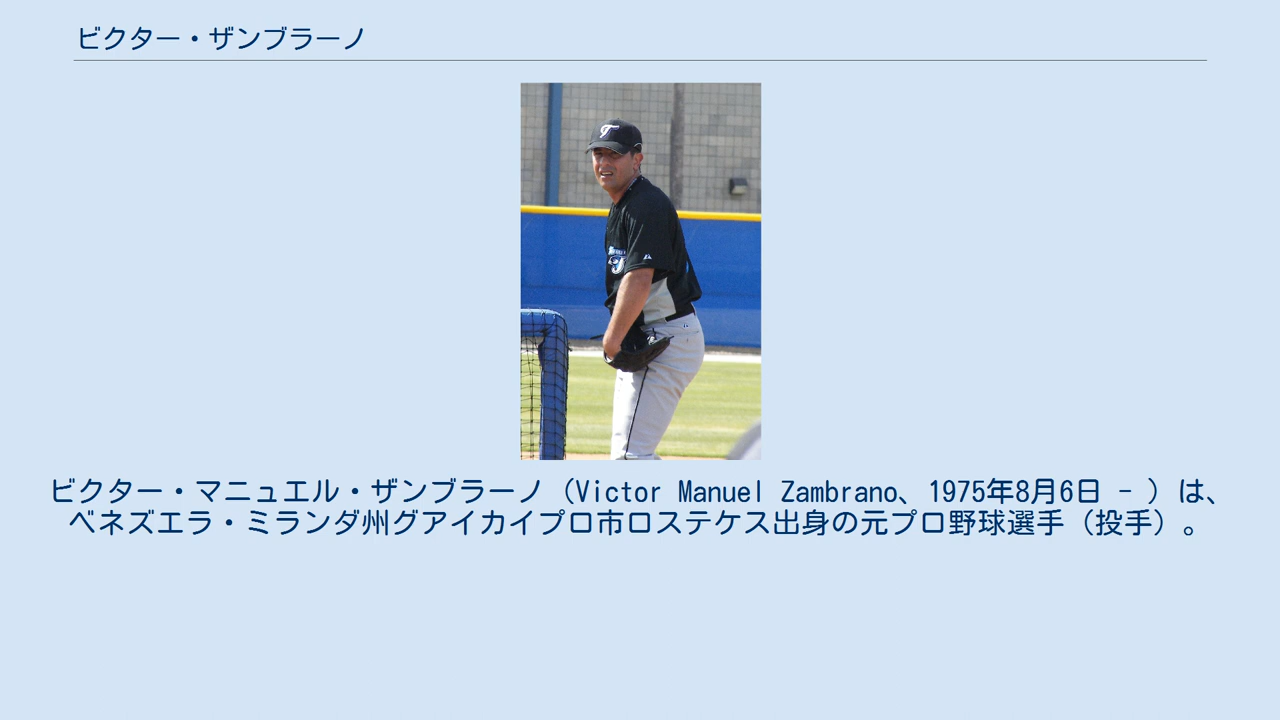 ビクター・ザンブラーノ
ビクター・マニュエル・ザンブラーノ（Victor Manuel Zambrano、1975年8月6日 - ）は、
ベネズエラ・ミランダ州グアイカイプロ市ロステケス出身の元プロ野球選手（投手）。